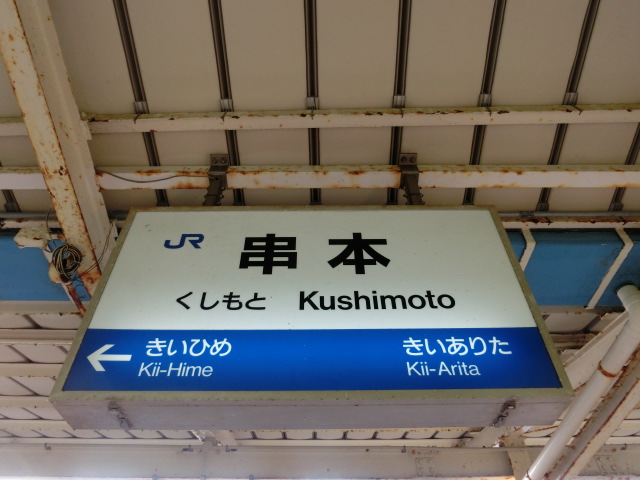 JR 串本
くしもと Kushimoto
← きいひめ きいありた
Kii-Hime Kii-Arita